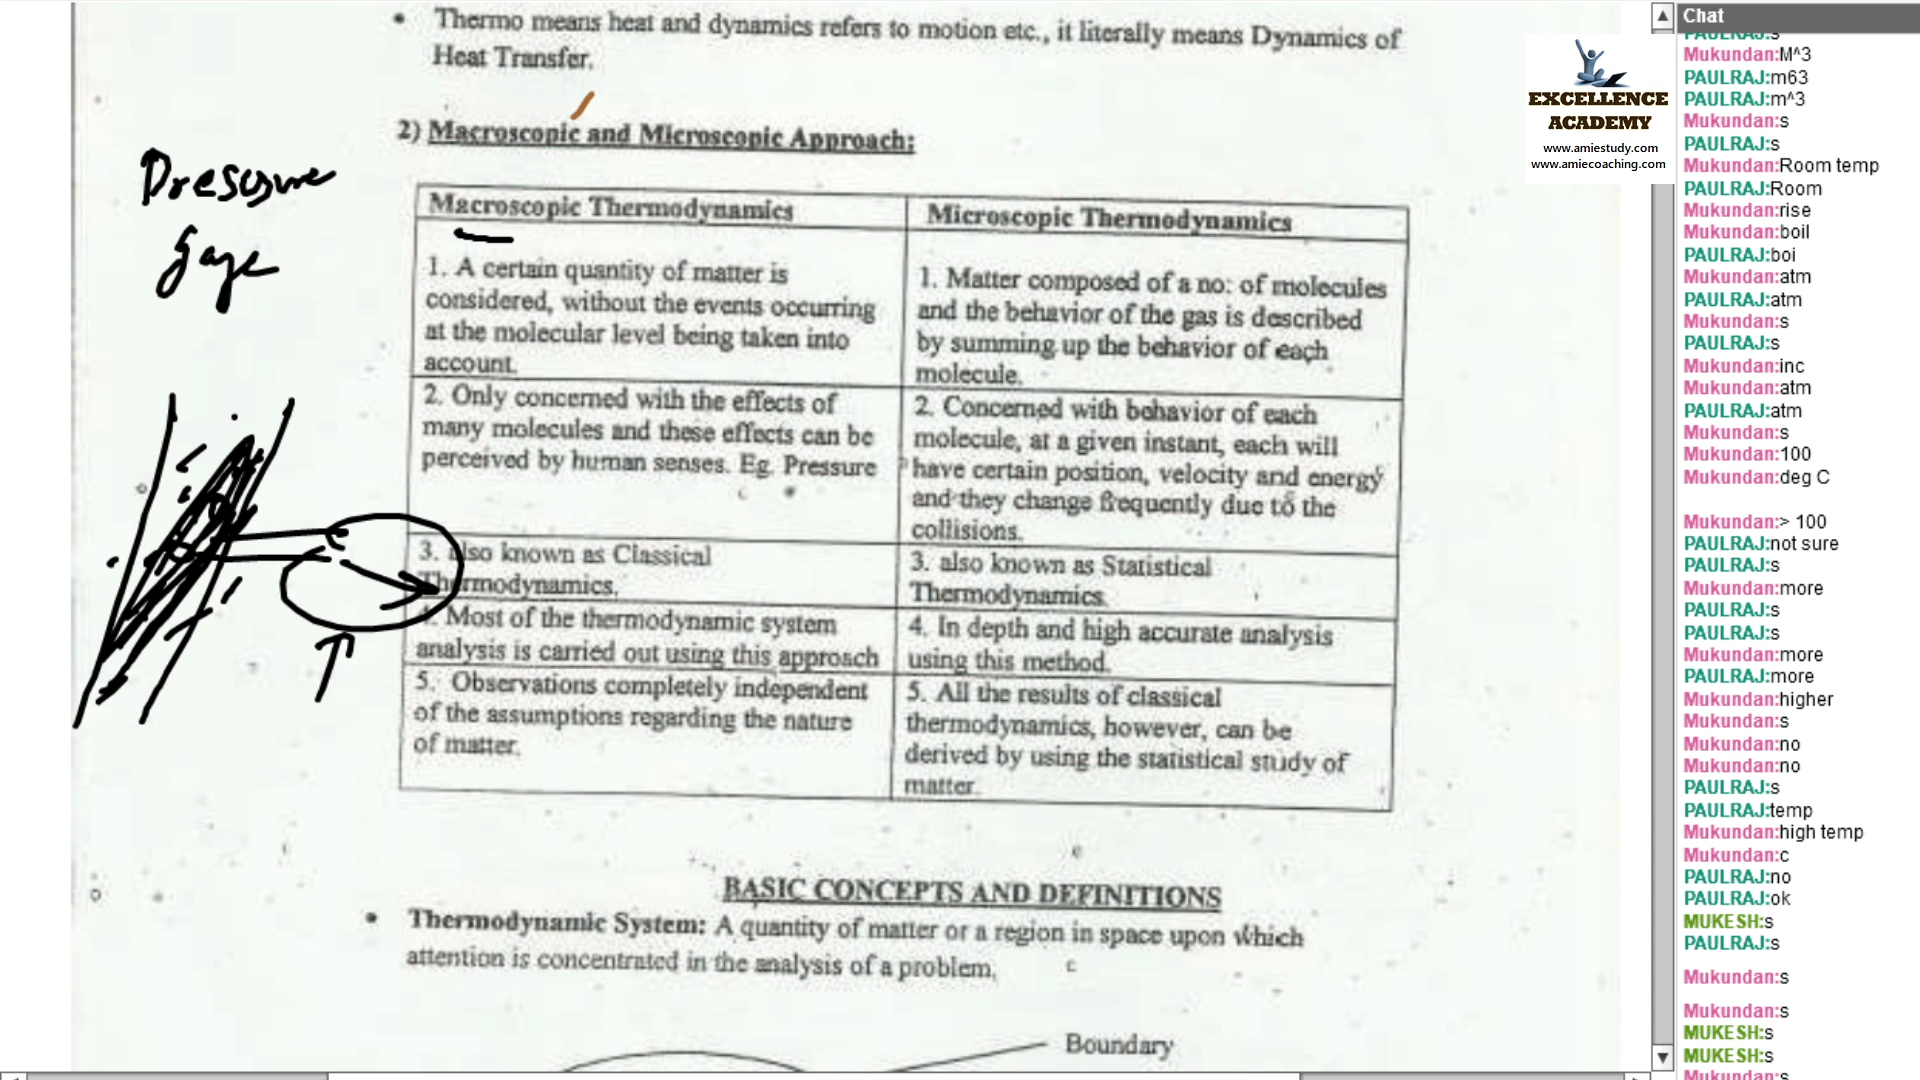 Thermo means heat and dynamics refers to motion etc., it literally means Dynamics of
Heat Transfer.
2) Macroscopic and Microscopic Approach:
Pressure
gage
Macroscopic Thermodynamics
1. A certain quantity of matter is
considered, without the events occurring
at the molecular level being taken into
account.
2. Only concerned with the effects of
many molecules and these effects can be
perceived by human senses. Eg. Pressure
3. also known as Classical
Thermodynamics.
4. Most of the thermodynamic system
analysis is carried out using this approach
5. Observations completely independent
of the assumptions regarding the nature
of matter.
Microscopic Thermodynamics
1. Matter composed of a no: of molecules
and the behavior of the gas is described
by summing up the behavior of each
molecule.
2. Concerned with behavior of each
molecule, at a given instant, each will
have certain position, velocity and energy
and they change frequently due to the
collisions.
3. also known as Statistical
Thermodynamics.
4. In depth and high accurate analysis
using this method.
5. All the results of classical
thermodynamics, however, can be
derived by using the statistical study of
matter.
BASIC CONCEPTS AND DEFINITIONS
Thermodynamic System: A quantity of matter or a region in space upon which
attention is concentrated in the analysis of a problem.
Boundary
EXCELLENCE
ACADEMY
www.amiestudy.com
www.amiecoaching.com
Chat
PAULRAJ:s
Mukundan:M^3
PAULRAJ:m63
PAULRAJ:m^3
Mukundan:s
PAULRAJ:s
Mukundan:Room temp
PAULRAJ:Room
Mukundan:rise
Mukundan:boil
PAULRAJ:boi
Mukundan:atm
PAULRAJ:atm
Mukundan:s
PAULRAJ:s
Mukundan:inc
Mukundan:atm
PAULRAJ:atm
Mukundan:s
Mukundan:100
Mukundan:deg C
Mukundan:> 100
PAULRAJ:not sure
PAULRAJ:s
Mukundan:more
PAULRAJ:s
PAULRAJ:s
Mukundan:more
PAULRAJ:more
Mukundan:higher
Mukundan:s
Mukundan:no
Mukundan:no
PAULRAJ:s
PAULRAJ:temp
Mukundan:high temp
Mukundan:c
PAULRAJ:no
PAULRAJ:ok
MUKESH:s
PAULRAJ:s
Mukundan:s
Mukundan:s
MUKESH:s
MUKESH:s
Mukundan:s